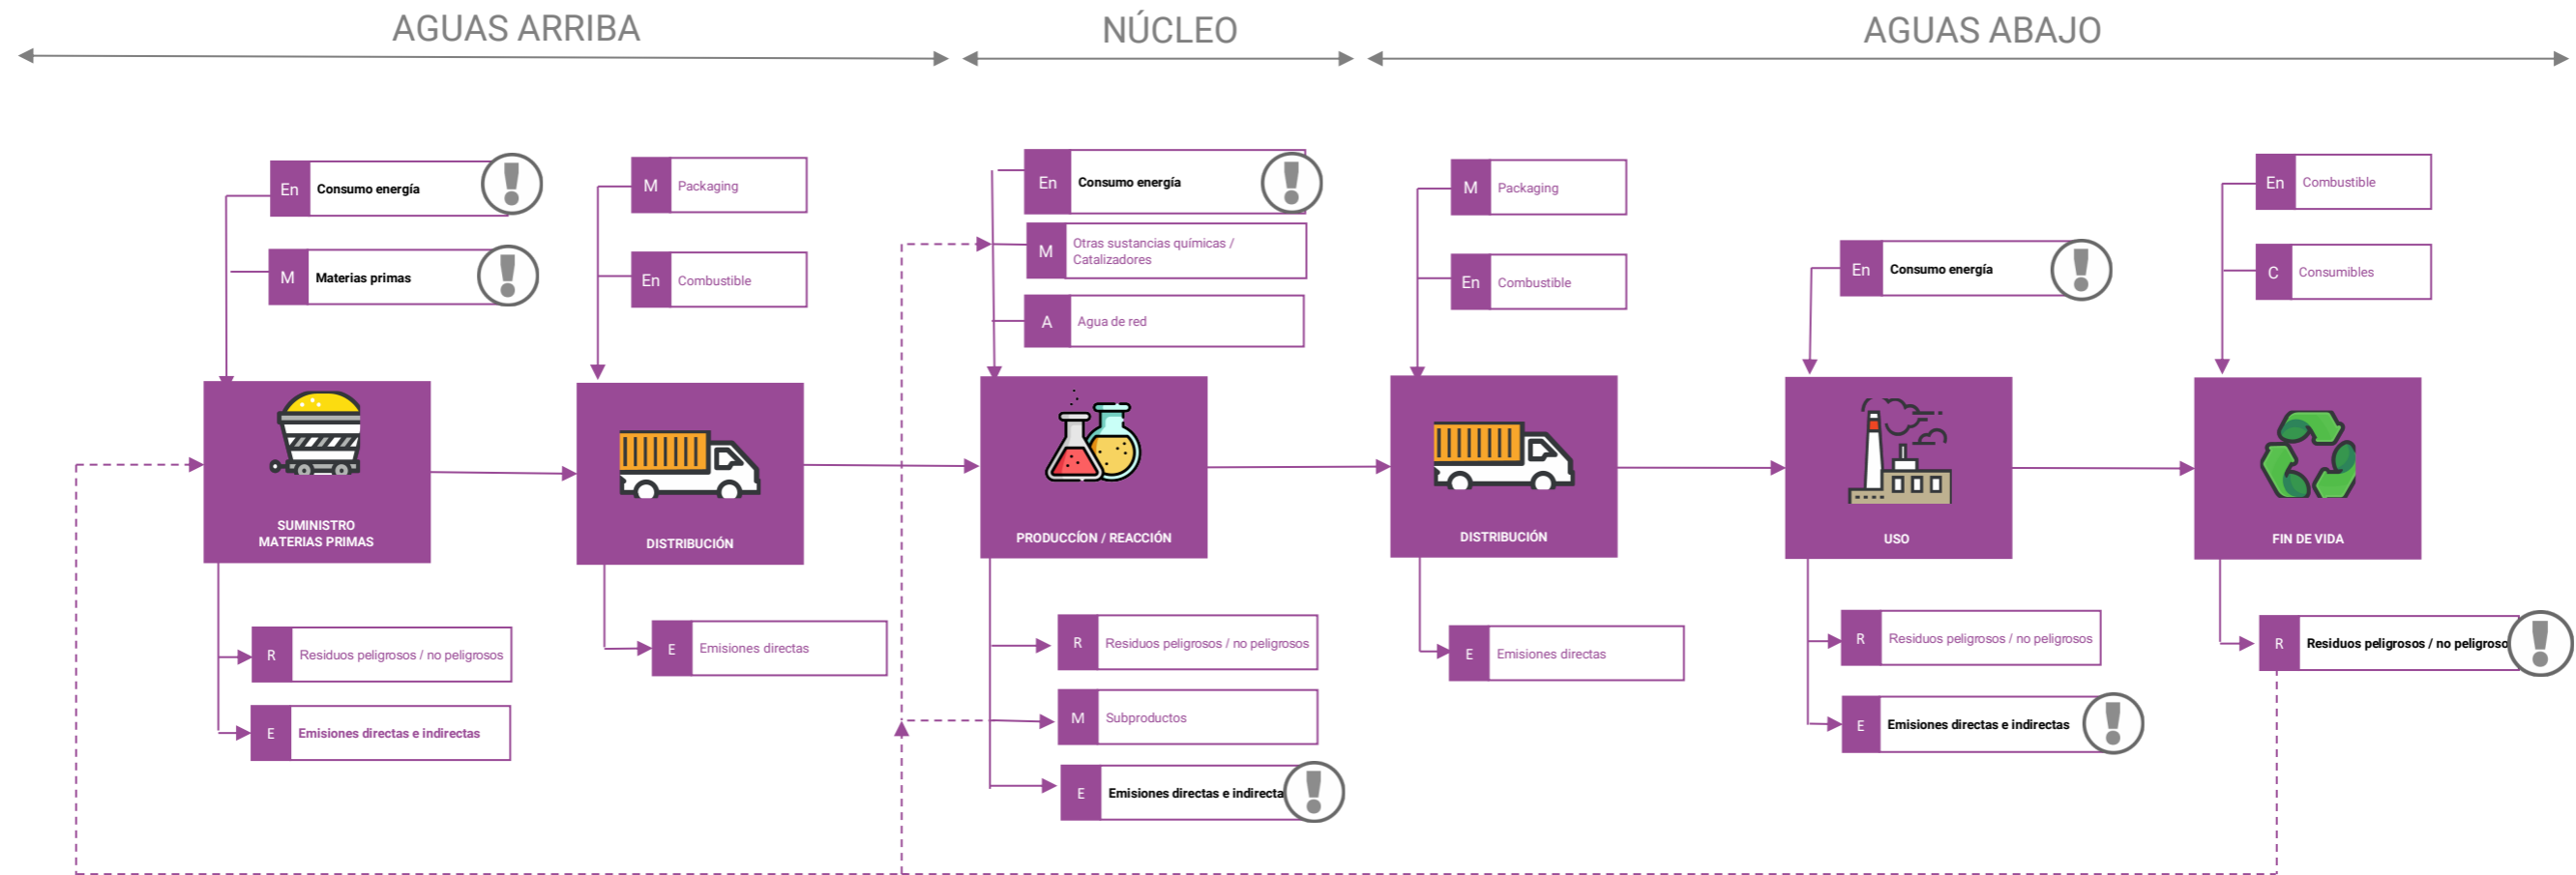 AGUAS ARRIBA
NÚCLEO
AGUAS ABAJO
En
Consumo energía
M
Materias primas
M
Packaging
En
Combustible
En
Consumo energía
M
Otras sustancias químicas /
Catalizadores
A
Agua de red
M
Packaging
En
Combustible
En
Consumo energía
En
Combustible
C
Consumibles
SUMINISTRO
MATERIAS PRIMAS
DISTRIBUCIÓN
PRODUCCÍON / REACCIÓN
DISTRIBUCIÓN
USO
FIN DE VIDA
R
Residuos peligrosos / no peligrosos
E
Emisiones directas e indirectas
E
Emisiones directas
R
Residuos peligrosos / no peligrosos
M
Subproductos
E
Emisiones directas e indirecta
E
Emisiones directas
R
Residuos peligrosos / no peligrosos
E
Emisiones directas e indirectas
R
Residuos peligrosos / no peligroso